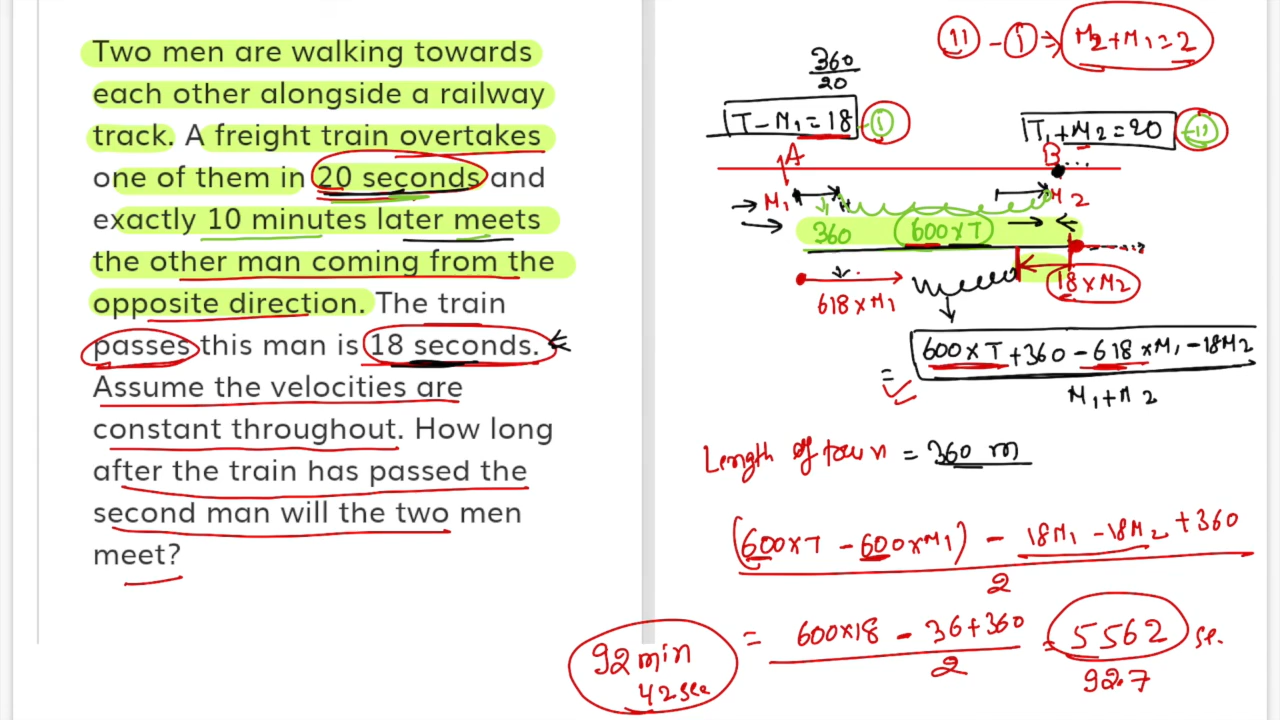 Two men are walking towards
each other alongside a railway
track. A freight train overtakes
one of them in 20 seconds and
exactly 10 minutes later meets
the other man coming from the
opposite direction. The train
passes this man is 18 seconds.
Assume the velocities are
constant throughout. How long
after the train has passed the
second man will the two men
meet?
11 - 1 ⇒ M2+M1=2
360
20
T-M1=18 -1
T1+M2=20 -11
A B ...
M1 M2
360 600×T
618×M1 18×M2
600×T+360-618×M1-18M2
=
M1+M2
Length of train = 360 m
(600×T - 600×M1) - 18M1-18M2+360
2
= 600×18 - 36+360 = 5562 se.
2
92.7
92min
42sec